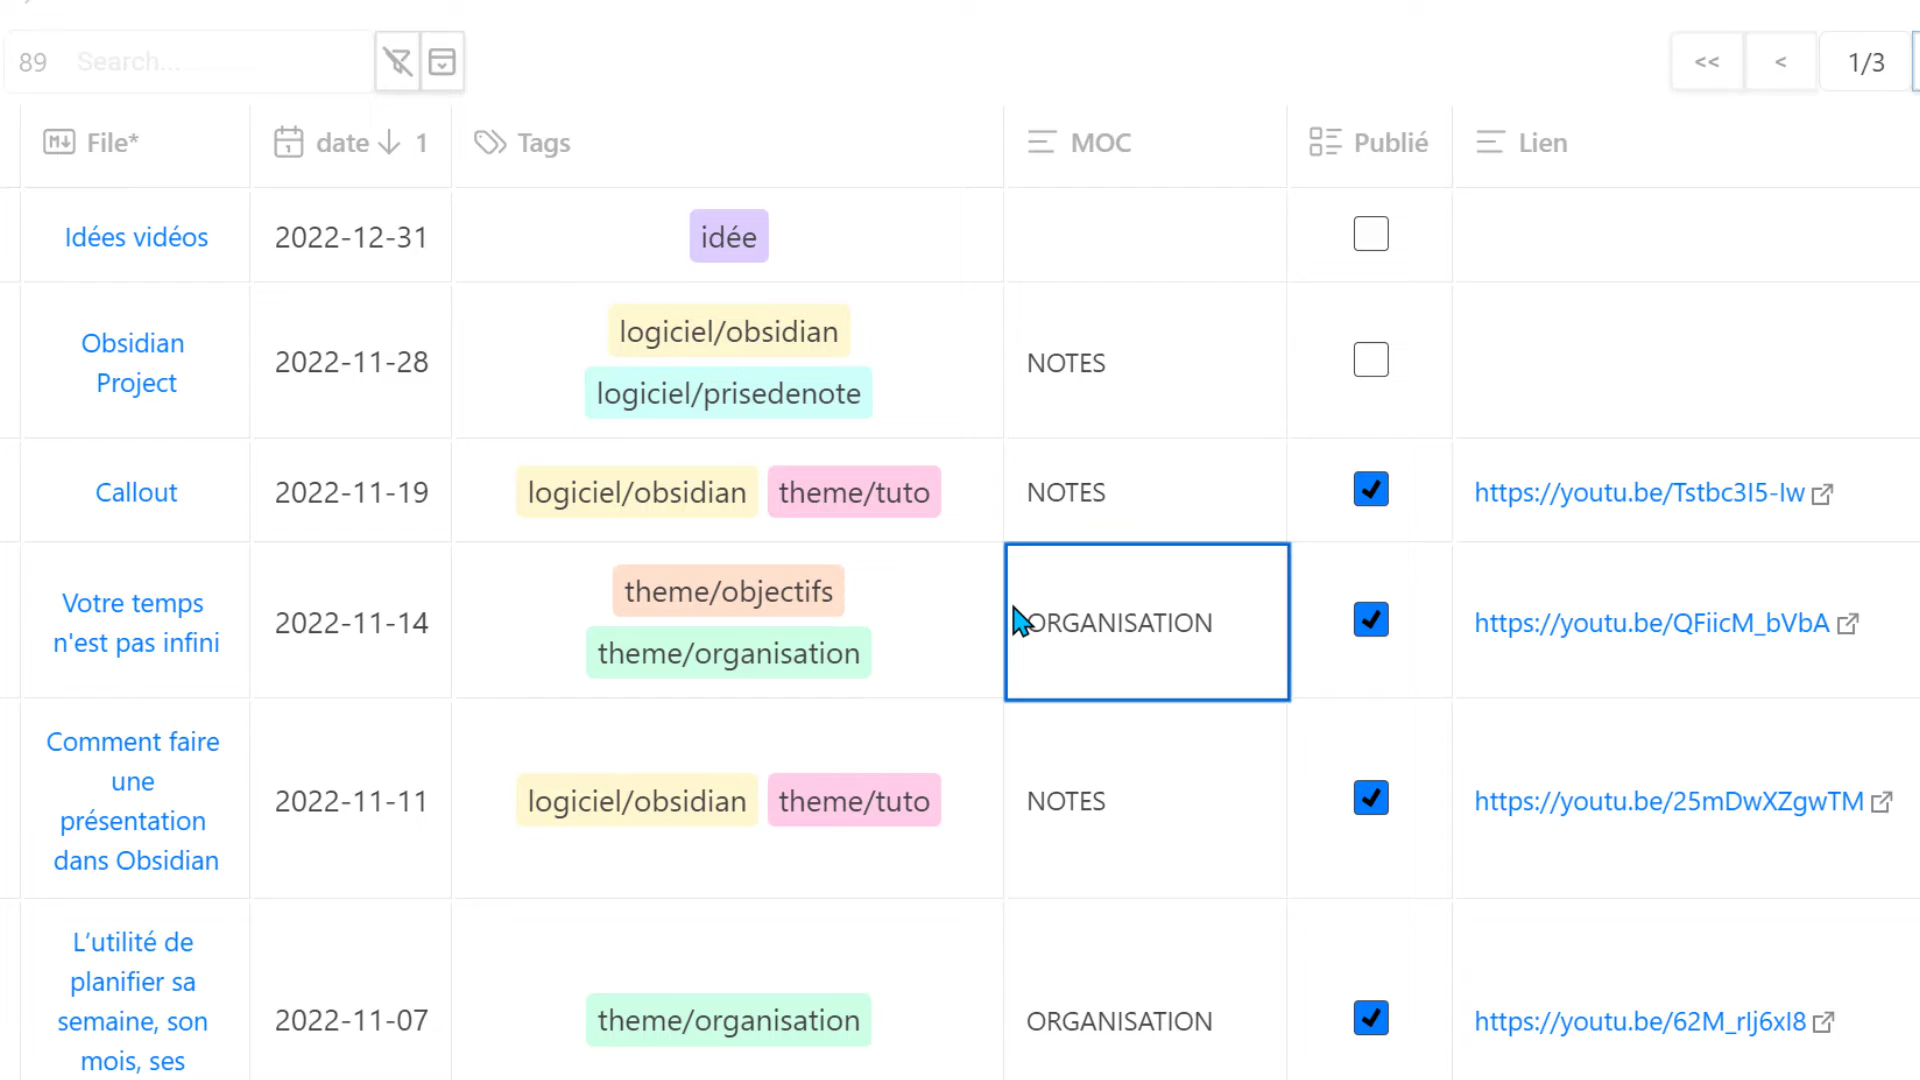 89 Search...
<< < 1/3
File* date 1 Tags MOC Publié Lien
Idées vidéos 2022-12-31 idée
Obsidian
Project
2022-11-28
logiciel/obsidian
logiciel/prisedenote
NOTES
Callout 2022-11-19 logiciel/obsidian theme/tuto NOTES https://youtu.be/Tstbc3I5-Iw
Votre temps
n'est pas infini
2022-11-14
theme/objectifs
theme/organisation
ORGANISATION
https://youtu.be/QFiicM_bVbA
Comment faire
une
présentation
dans Obsidian
2022-11-11
logiciel/obsidian theme/tuto
NOTES
https://youtu.be/25mDwXZgwTM
L’utilité de
planifier sa
semaine, son
mois, ses
2022-11-07
theme/organisation
ORGANISATION
https://youtu.be/62M_rIj6xI8